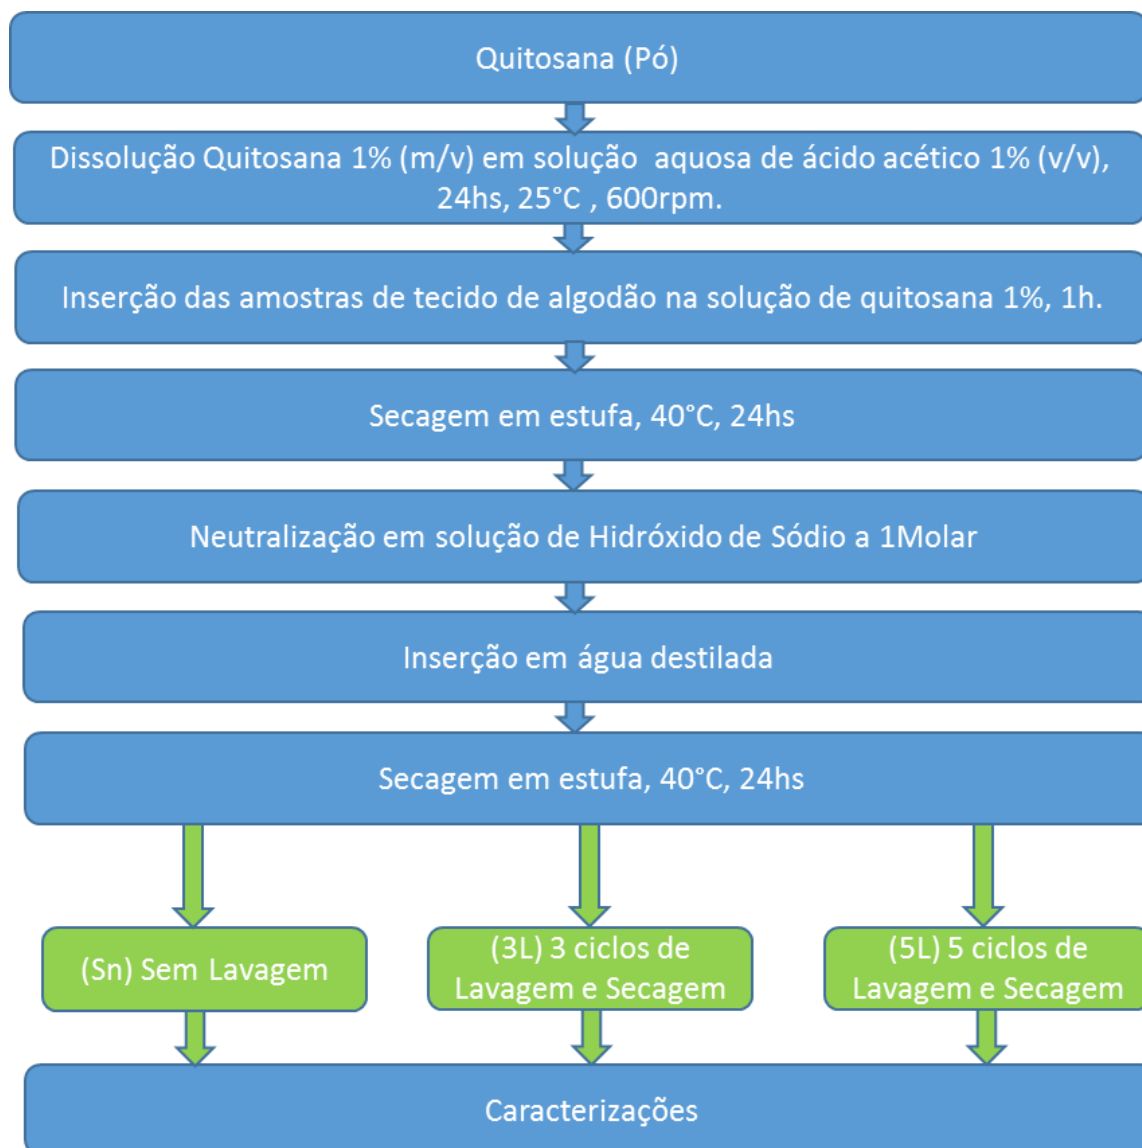 Quitosana (Pó)
Dissolução Quitosana 1% (m/v) em solução aquosa de ácido acético 1% (v/v),
24hs, 25°C , 600rpm.
Inserção das amostras de tecido de algodão na solução de quitosana 1%, 1h.
Secagem em estufa, 40°C, 24hs
Neutralização em solução de Hidróxido de Sódio a 1Molar
Inserção em água destilada
Secagem em estufa, 40°C, 24hs
(Sn) Sem Lavagem
(3L) 3 ciclos de
Lavagem e Secagem
(5L) 5 ciclos de
Lavagem e Secagem
Caracterizações